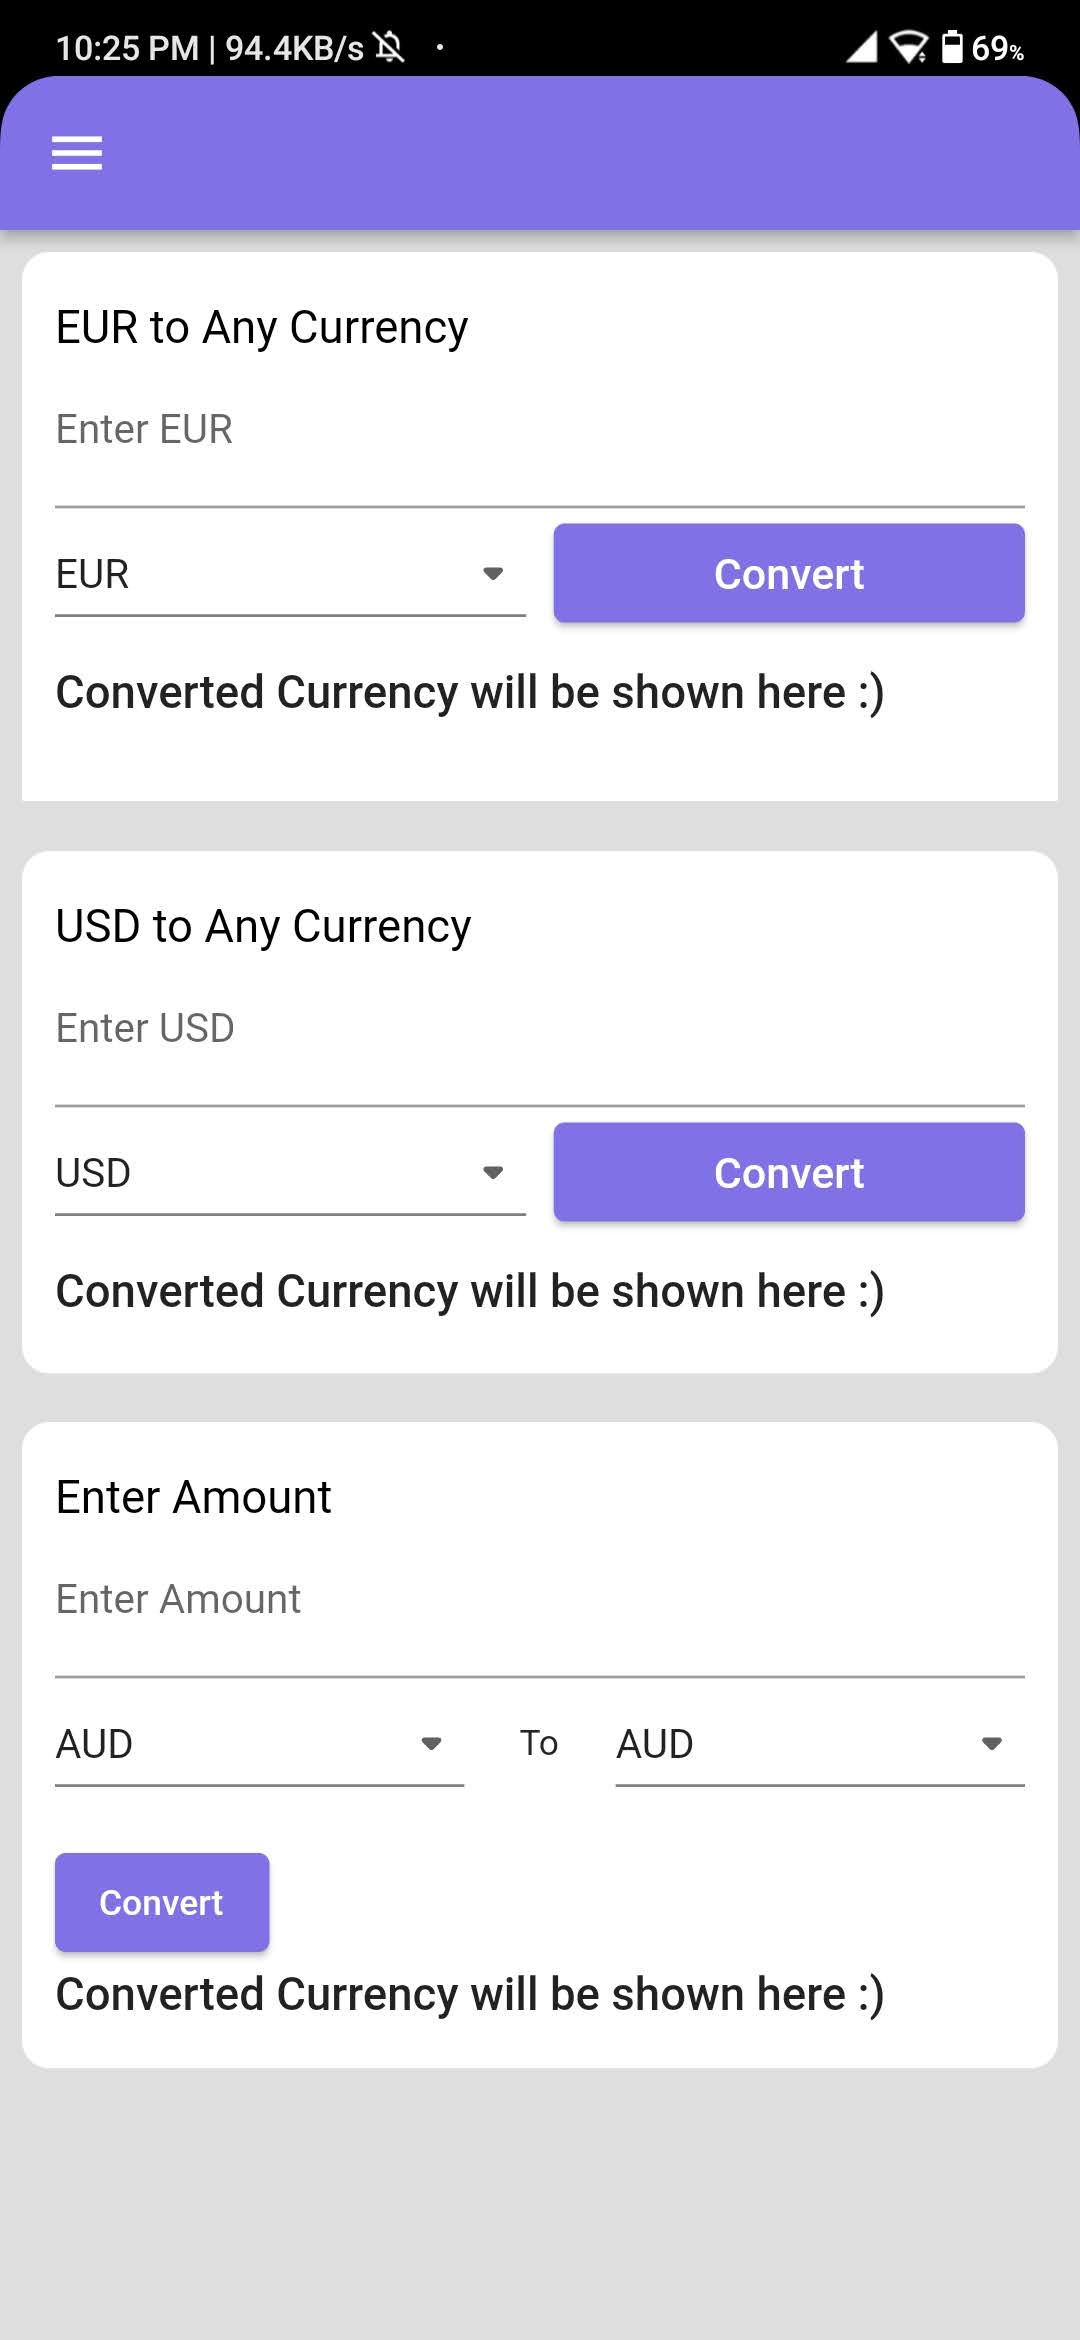 10:25 PM | 94.4KB/s 69%
EUR to Any Currency
Enter EUR
EUR Convert
Converted Currency will be shown here :)
USD to Any Currency
Enter USD
USD Convert
Converted Currency will be shown here :)
Enter Amount
Enter Amount
AUD To AUD
Convert
Converted Currency will be shown here :)